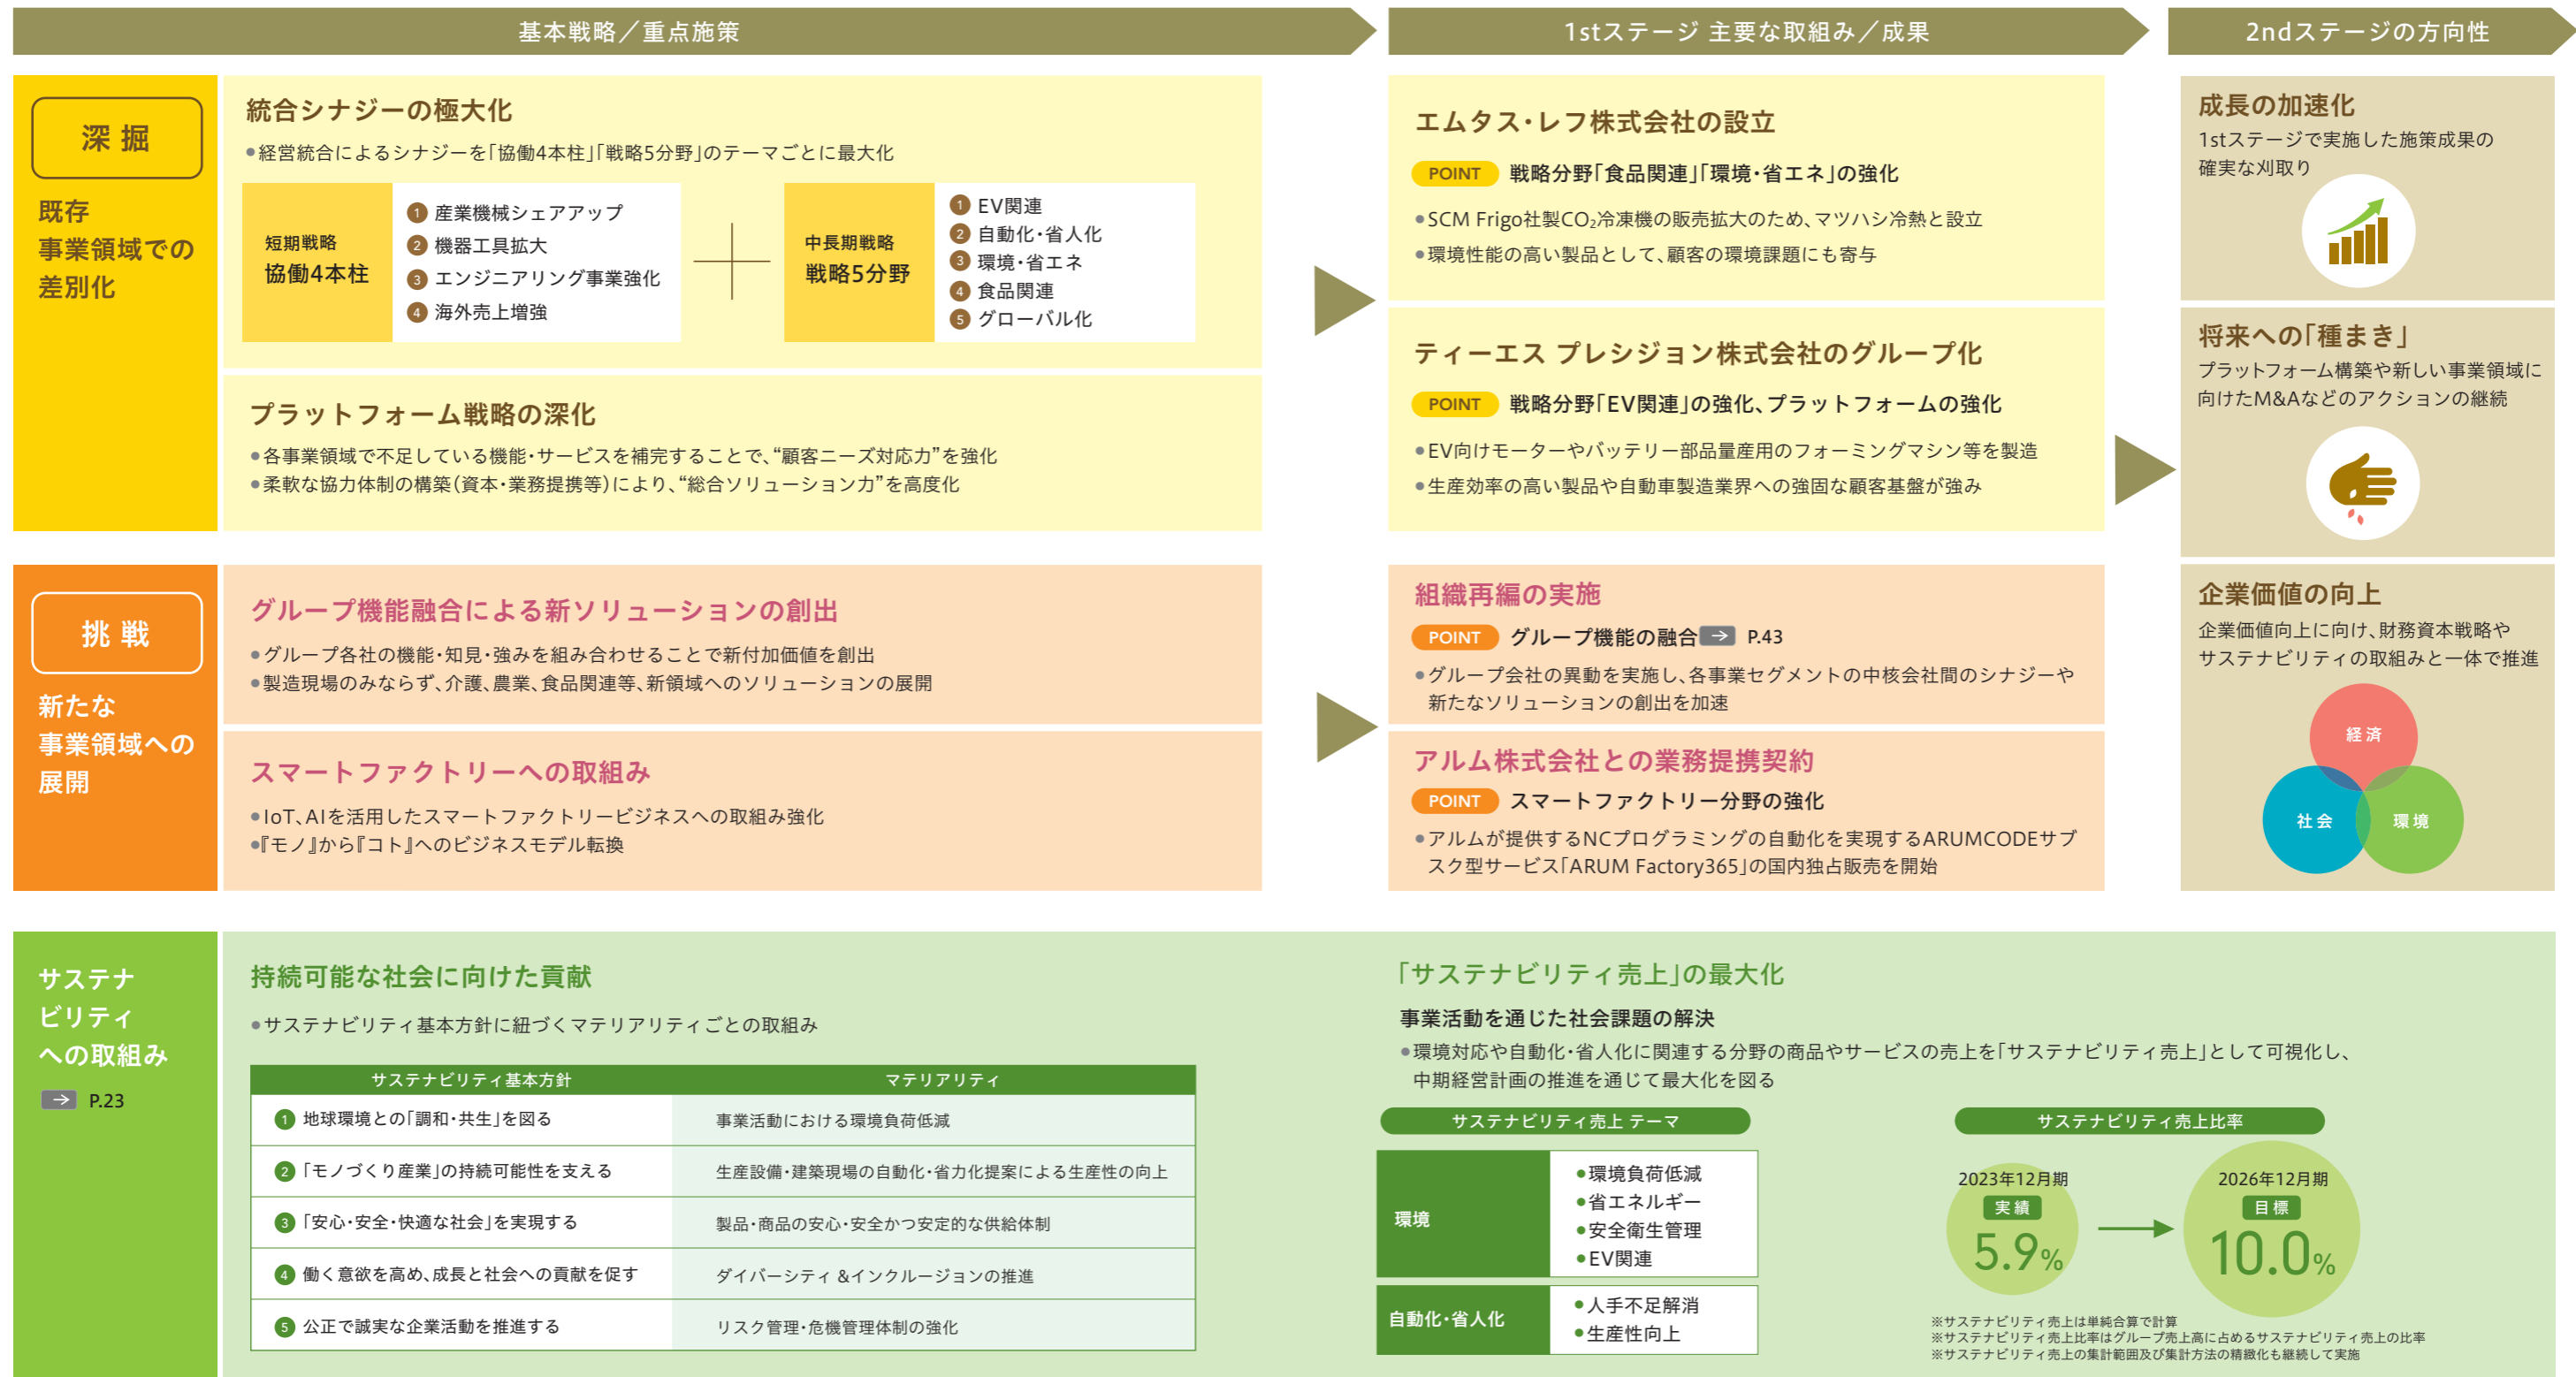 基本戦略／重点施策
1stステージ 主要な取組み／成果
2ndステージの方向性
深掘
既存
事業領域での
差別化
統合シナジーの極大化
●経営統合によるシナジーを「協働4本柱」「戦略5分野」のテーマごとに最大化
短期戦略
協働4本柱
1 産業機械シェアアップ
2 機器工具拡大
3 エンジニアリング事業強化
4 海外売上増強
中長期戦略
戦略5分野
1 EV関連
2 自動化・省人化
3 環境・省エネ
4 食品関連
5 グローバル化
プラットフォーム戦略の深化
●各事業領域で不足している機能・サービスを補完することで、“顧客ニーズ対応力”を強化
●柔軟な協力体制の構築（資本・業務提携等）により、“総合ソリューション力”を高度化
エムタス・レフ株式会社の設立
POINT 戦略分野「食品関連」「環境・省エネ」の強化
●SCM Frigo社製CO₂冷凍機の販売拡大のため、マツハシ冷熱と設立
●環境性能の高い製品として、顧客の環境課題にも寄与
ティーエス プレシジョン株式会社のグループ化
POINT 戦略分野「EV関連」の強化、プラットフォームの強化
●EV向けモーターやバッテリー部品量産用のフォーミングマシン等を製造
●生産効率の高い製品や自動車製造業界への強固な顧客基盤が強み
成長の加速化
1stステージで実施した施策成果の
確実な刈取り
将来への「種まき」
プラットフォーム構築や新しい事業領域に
向けたM&Aなどのアクションの継続
挑戦
新たな
事業領域への
展開
グループ機能融合による新ソリューションの創出
●グループ各社の機能・知見・強みを組み合わせることで新付加価値を創出
●製造現場のみならず、介護、農業、食品関連等、新領域へのソリューションの展開
スマートファクトリーへの取組み
●IoT、AIを活用したスマートファクトリービジネスへの取組み強化
●『モノ』から『コト』へのビジネスモデル転換
組織再編の実施
POINT グループ機能の融合 → P.43
●グループ会社の異動を実施し、各事業セグメントの中核会社間のシナジーや
新たなソリューションの創出を加速
アルム株式会社との業務提携契約
POINT スマートファクトリー分野の強化
●アルムが提供するNCプログラミングの自動化を実現するARUMCODEサブ
スク型サービス「ARUM Factory365」の国内独占販売を開始
企業価値の向上
企業価値向上に向け、財務資本戦略や
サステナビリティの取組みと一体で推進
経済
社会
環境
サステナ
ビリティ
への取組み
→ P.23
持続可能な社会に向けた貢献
●サステナビリティ基本方針に紐づくマテリアリティごとの取組み
サステナビリティ基本方針 マテリアリティ
1 地球環境との「調和・共生」を図る 事業活動における環境負荷低減
2 「モノづくり産業」の持続可能性を支える 生産設備・建築現場の自動化・省力化提案による生産性の向上
3 「安心・安全・快適な社会」を実現する 製品・商品の安心・安全かつ安定的な供給体制
4 働く意欲を高め、成長と社会への貢献を促す ダイバーシティ &インクルージョンの推進
5 公正で誠実な企業活動を推進する リスク管理・危機管理体制の強化
「サステナビリティ売上」の最大化
事業活動を通じた社会課題の解決
●環境対応や自動化・省人化に関連する分野の商品やサービスの売上を「サステナビリティ売上」として可視化し、
中期経営計画の推進を通じて最大化を図る
サステナビリティ売上 テーマ
環境
●環境負荷低減
●省エネルギー
●安全衛生管理
●EV関連
自動化・省人化
●人手不足解消
●生産性向上
サステナビリティ売上比率
2023年12月期
実績
5.9%
2026年12月期
目標
10.0%
※サステナビリティ売上は単純合算で計算
※サステナビリティ売上比率はグループ売上高に占めるサステナビリティ売上の比率
※サステナビリティ売上の集計範囲及び集計方法の精緻化も継続して実施